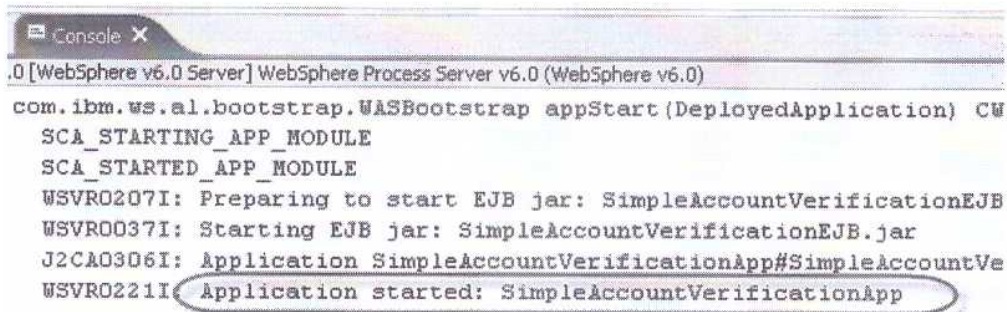 Console
.0 [WebSphere v6.0 Server] WebSphere Process Server v6.0 (WebSphere v6.0)
com.ibm.ws.al.bootstrap.WASBootstrap appStart(DeployedApplication) CW
SCA_STARTING_APP_MODULE
SCA_STARTED_APP_MODULE
WSVR0207I: Preparing to start EJB jar: SimpleAccountVerificationEJB
WSVR0037I: Starting EJB jar: SimpleAccountVerificationEJB.jar
J2CA0306I: Application SimpleAccountVerificationApp#SimpleAccountVe
WSVR0221I Application started: SimpleAccountVerificationApp